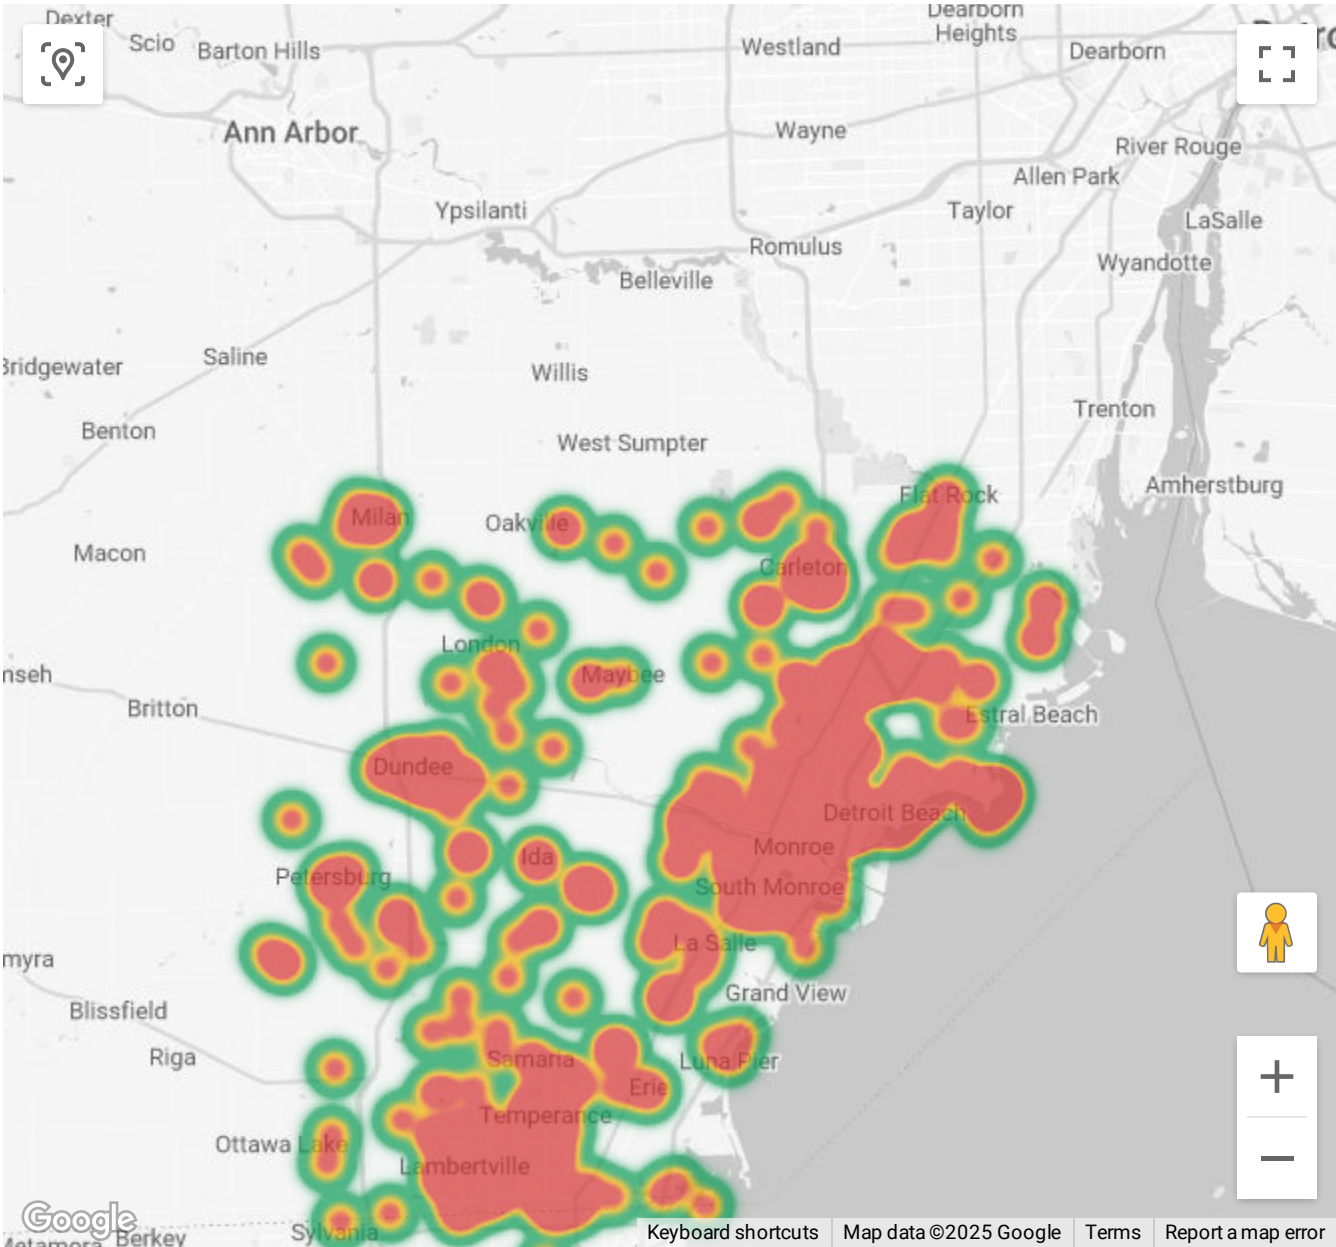 Dexter
Scio
Barton Hills
Westland
Dearborn
Heights
Dearborn
Ann Arbor
Wayne
River Rouge
Allen Park
Ypsilanti
Taylor
LaSalle
Romulus
Wyandotte
Belleville
Saline
Bridgewater
Willis
Trenton
Benton
West Sumpter
Amherstburg
Flat Rock
Milan
Oakville
Macon
Carleton
London
Maybee
nseh
Britton
Estral Beach
Dundee
Detroit Beach
Monroe
Ida
Petersburg
South Monroe
La Salle
myra
Grand View
Blissfield
Riga
Samaria
Luna Pier
Erie
Temperance
Ottawa Lake
Lambertville
Google
Sylvania
Berkey
Metamora
Keyboard shortcuts
Map data ©2025 Google
Terms
Report a map error